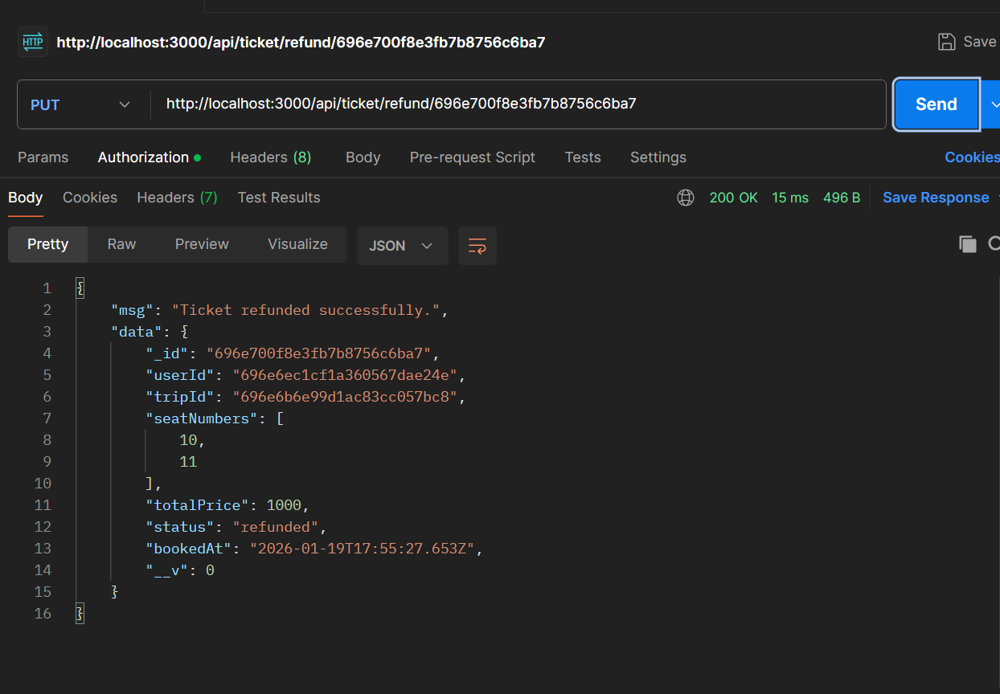 HTTP http://localhost:3000/api/ticket/refund/696e700f8e3fb7b8756c6ba7 Save
PUT http://localhost:3000/api/ticket/refund/696e700f8e3fb7b8756c6ba7 Send
Params Authorization Headers (8) Body Pre-request Script Tests Settings Cookies
Body Cookies Headers (7) Test Results 200 OK 15 ms 496 B Save Response
Pretty Raw Preview Visualize JSON
1 {
2 "msg": "Ticket refunded successfully.",
3 "data": {
4 "_id": "696e700f8e3fb7b8756c6ba7",
5 "userId": "696e6ec1cf1a360567dae24e",
6 "tripId": "696e6b6e99d1ac83cc057bc8",
7 "seatNumbers": [
8 10,
9 11
10 ],
11 "totalPrice": 1000,
12 "status": "refunded",
13 "bookedAt": "2026-01-19T17:55:27.653Z",
14 "__v": 0
15 }
16 }